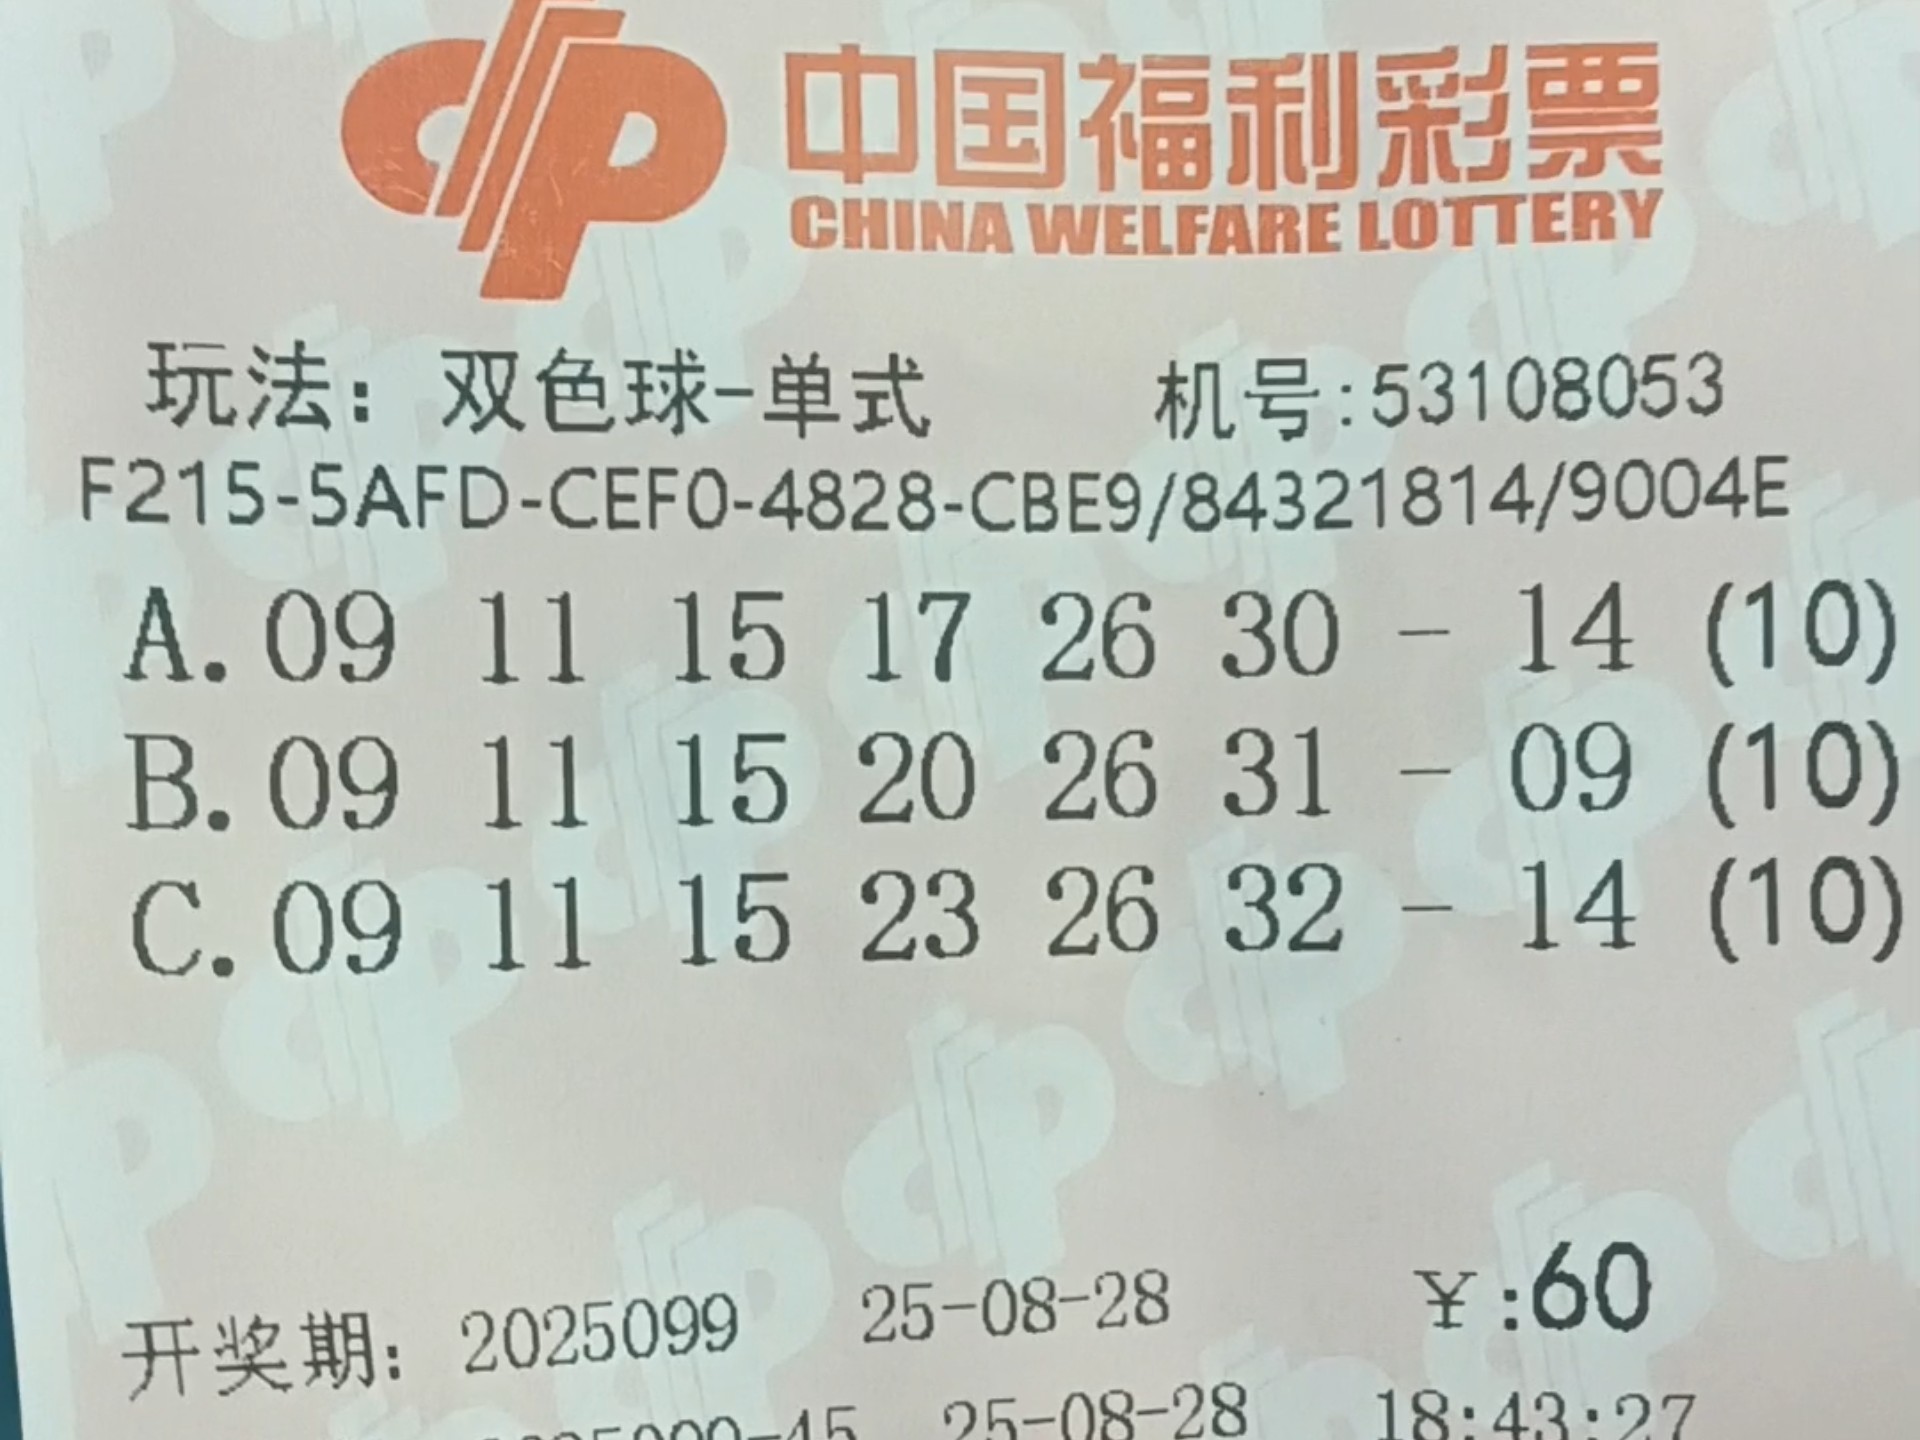 中国福利彩票
CHINA WELFARE LOTTERY
玩法：双色球-单式 机号:53108053
F215-5AFD-CEF0-4828-CBE9/84321814/9004E
A. 09 11 15 17 26 30 - 14 (10)
B. 09 11 15 20 26 31 - 09 (10)
C. 09 11 15 23 26 32 - 14 (10)
开奖期: 2025099 25-08-28 ¥:60
25-08-28 18:43:27